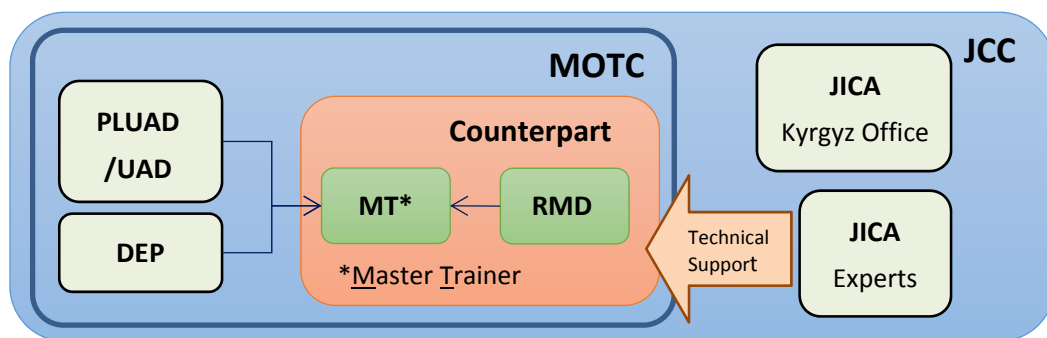 JCC
MOTC
PLUAD
/UAD
DEP
Counterpart
MT*
RMD
*Master Trainer
Technical
Support
JICA
Kyrgyz Office
JICA
Experts